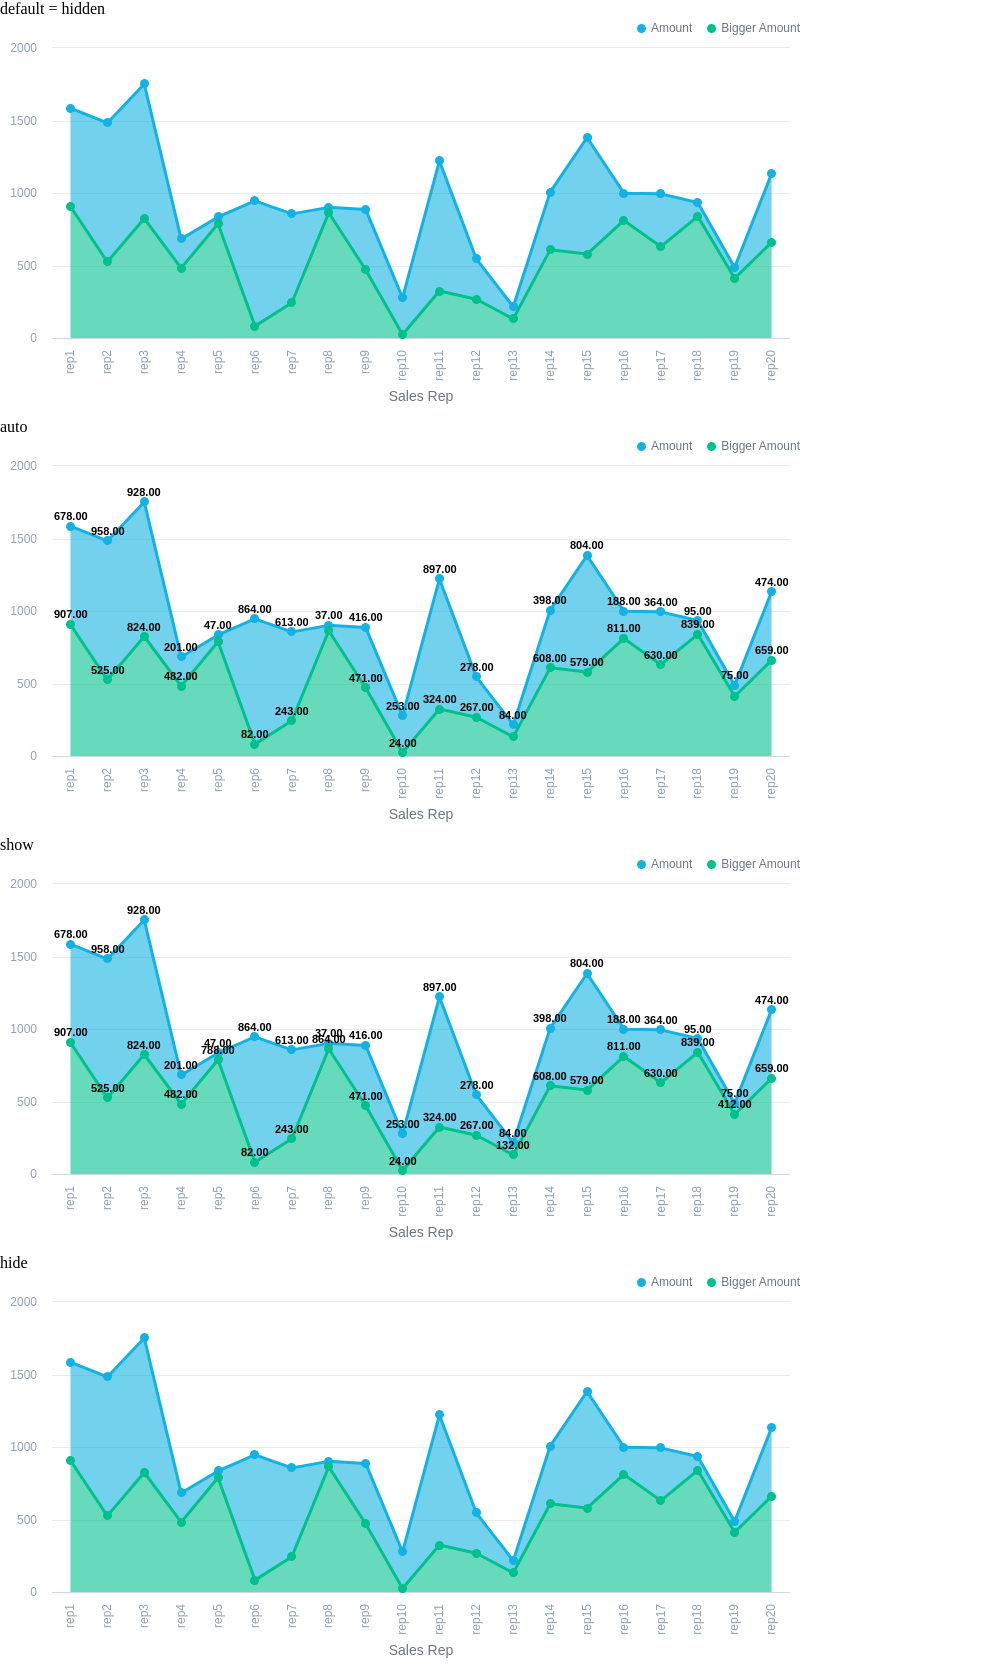 default = hidden
Amount Bigger Amount
2000
1500
1000
500
0
rep1 rep2 rep3 rep4 rep5 rep6 rep7 rep8 rep9 rep10 rep11 rep12 rep13 rep14 rep15 rep16 rep17 rep18 rep19 rep20
Sales Rep
auto
Amount Bigger Amount
2000
928.00
678.00
958.00
1500
804.00
897.00
474.00
398.00 188.00 364.00
1000
864.00 95.00
907.00 824.00 47.00 613.00 37.00 416.00 811.00 839.00
201.00 608.00 579.00 630.00 659.00
525.00 482.00 471.00 278.00 75.00
500
243.00 253.00 324.00 267.00 84.00
82.00 24.00
0
rep1 rep2 rep3 rep4 rep5 rep6 rep7 rep8 rep9 rep10 rep11 rep12 rep13 rep14 rep15 rep16 rep17 rep18 rep19 rep20
Sales Rep
show
Amount Bigger Amount
2000
928.00
678.00
958.00
1500
804.00
897.00
474.00
398.00 188.00 364.00
1000
864.00 95.00
907.00 824.00 47.00 788.00 613.00 37.00 864.00 416.00 811.00 839.00
201.00 608.00 579.00 630.00 659.00
525.00 482.00 471.00 278.00 75.00
500
412.00
243.00 253.00 324.00 267.00 84.00
132.00
82.00 24.00
0
rep1 rep2 rep3 rep4 rep5 rep6 rep7 rep8 rep9 rep10 rep11 rep12 rep13 rep14 rep15 rep16 rep17 rep18 rep19 rep20
Sales Rep
hide
Amount Bigger Amount
2000
1500
1000
500
0
rep1 rep2 rep3 rep4 rep5 rep6 rep7 rep8 rep9 rep10 rep11 rep12 rep13 rep14 rep15 rep16 rep17 rep18 rep19 rep20
Sales Rep